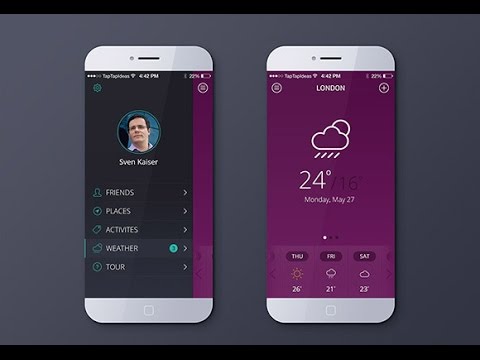 TapTapIdeas 4:42 PM 22%
Sven Kaiser
FRIENDS
PLACES
ACTIVITES
WEATHER 3
TOUR
TapTapIdeas 4:42 PM 22%
LONDON
24°/16°
Monday, May 27
THU FRI SAT
26° 21° 23°